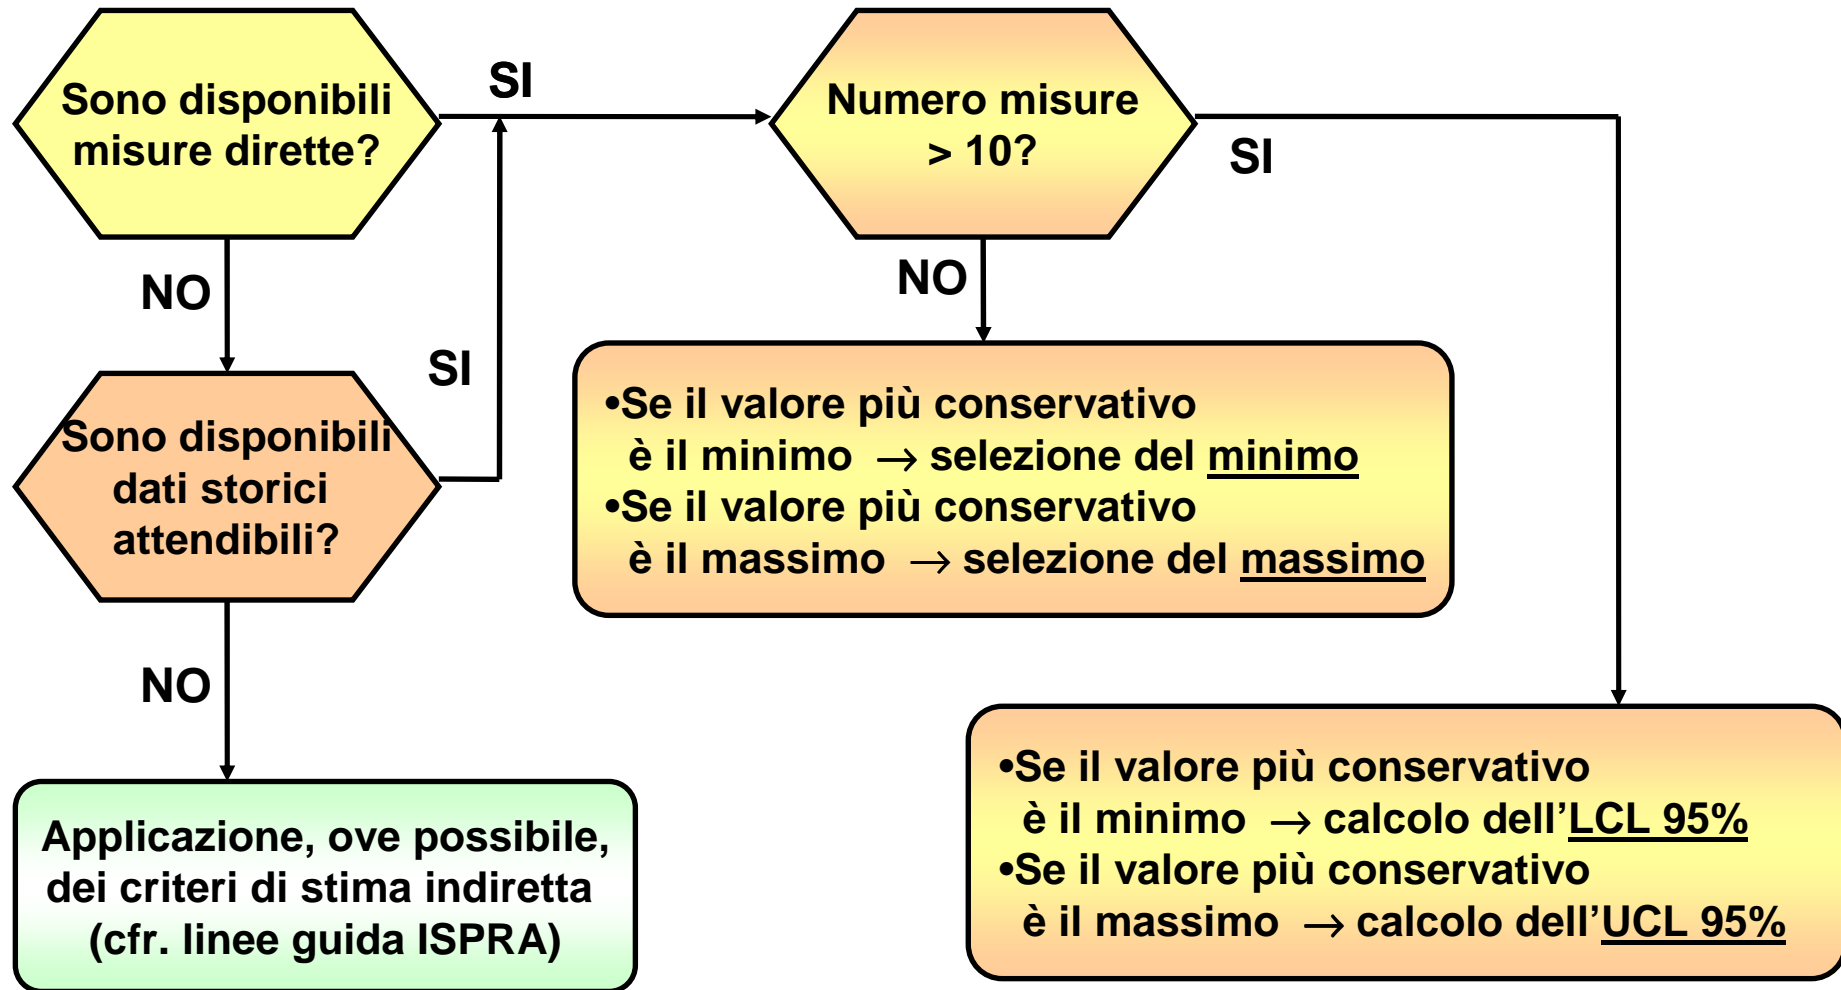 Sono disponibili
misure dirette?
SI
Numero misure
> 10?
SI
NO
NO
SI
Sono disponibili
dati storici
attendibili?
•Se il valore più conservativo
è il minimo → selezione del minimo
•Se il valore più conservativo
è il massimo → selezione del massimo
NO
•Se il valore più conservativo
è il minimo → calcolo dell'LCL 95%
•Se il valore più conservativo
è il massimo → calcolo dell'UCL 95%
Applicazione, ove possibile,
dei criteri di stima indiretta
(cfr. linee guida ISPRA)